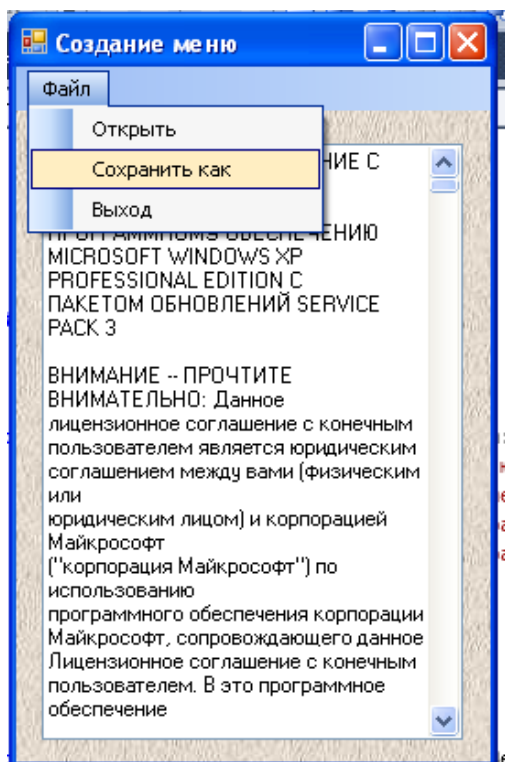 Создание меню
Файл
Открыть
Сохранить как
Выход
НИЕ С
MICROSOFT WINDOWS XP
PROFESSIONAL EDITION С
ПАКЕТОМ ОБНОВЛЕНИЙ SERVICE
PACK 3
ВНИМАНИЕ -- ПРОЧТИТЕ
ВНИМАТЕЛЬНО: Данное
лицензионное соглашение с конечным
пользователем является юридическим
соглашением между вами (физическим
или
юридическим лицом) и корпорацией
Майкрософт
("корпорация Майкрософт") по
использованию
программного обеспечения корпорации
Майкрософт, сопровождающего данное
Лицензионное соглашение с конечным
пользователем. В это программное
обеспечение